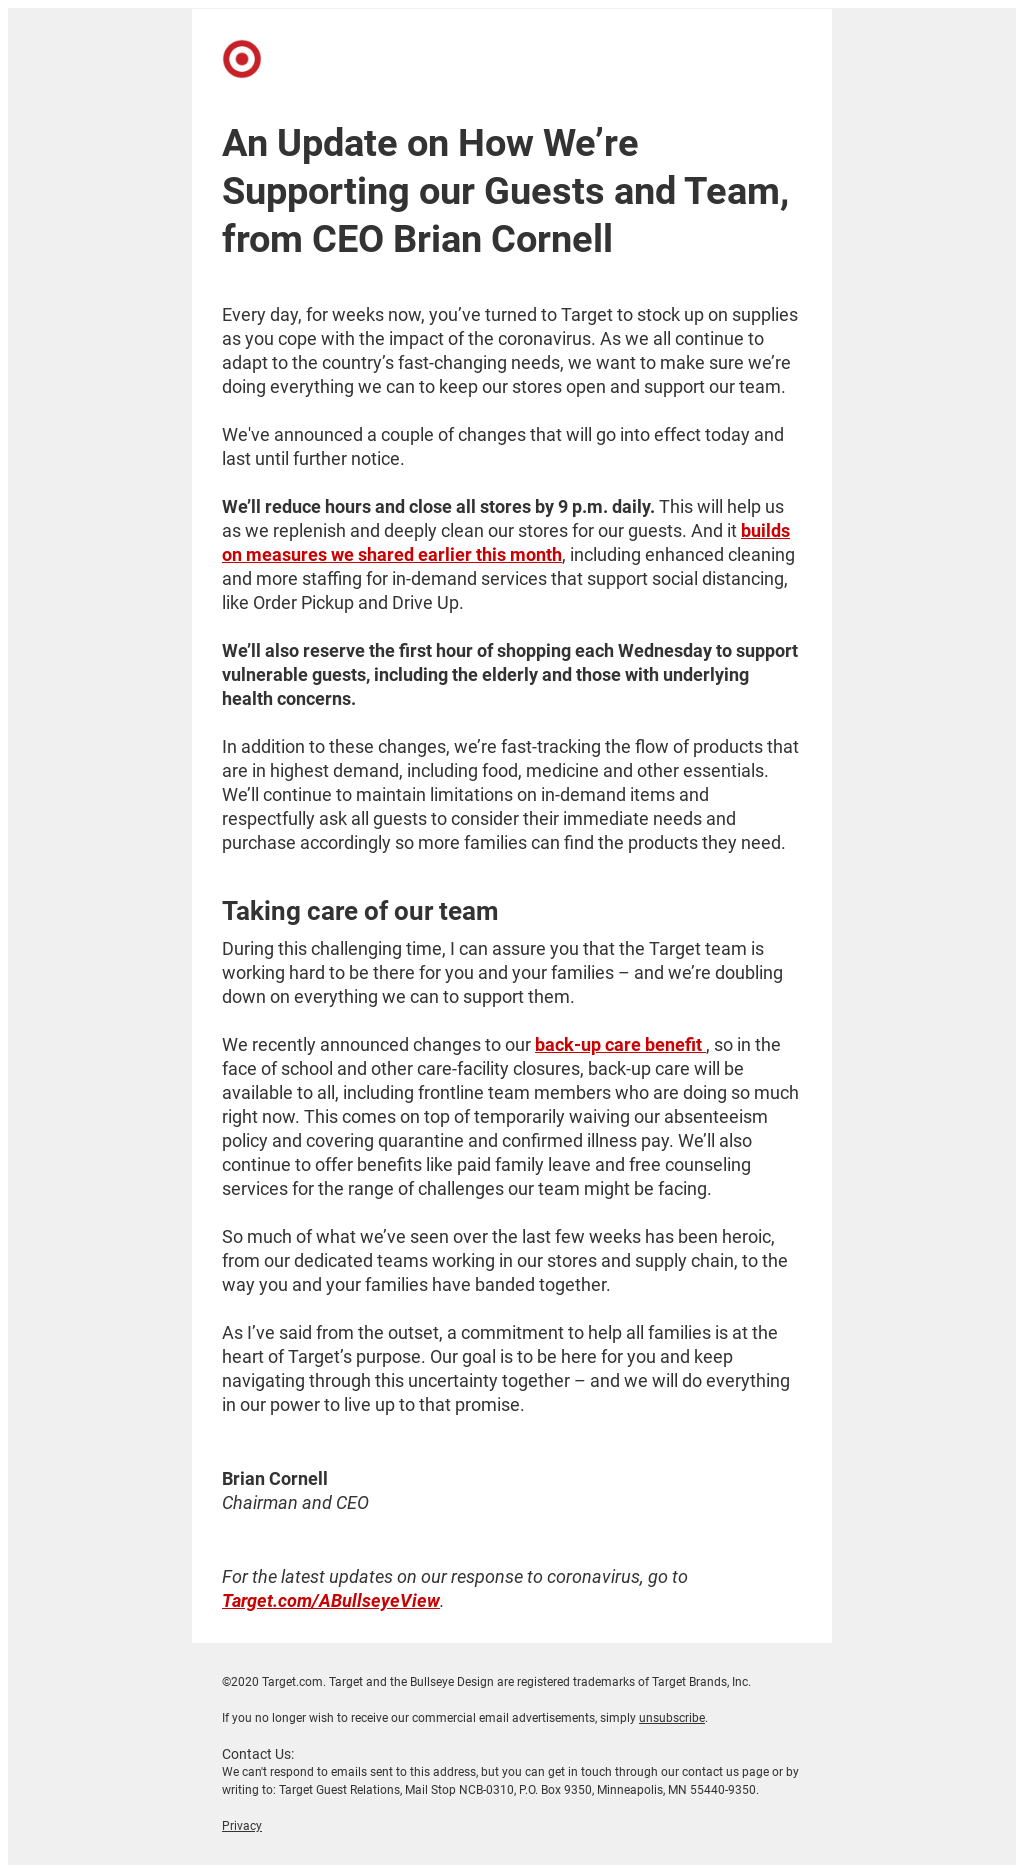 An Update on How We’re
Supporting our Guests and Team,
from CEO Brian Cornell
Every day, for weeks now, you’ve turned to Target to stock up on supplies
as you cope with the impact of the coronavirus. As we all continue to
adapt to the country’s fast-changing needs, we want to make sure we’re
doing everything we can to keep our stores open and support our team.
We've announced a couple of changes that will go into effect today and
last until further notice.
We’ll reduce hours and close all stores by 9 p.m. daily. This will help us
as we replenish and deeply clean our stores for our guests. And it builds
on measures we shared earlier this month, including enhanced cleaning
and more staffing for in-demand services that support social distancing,
like Order Pickup and Drive Up.
We’ll also reserve the first hour of shopping each Wednesday to support
vulnerable guests, including the elderly and those with underlying
health concerns.
In addition to these changes, we’re fast-tracking the flow of products that
are in highest demand, including food, medicine and other essentials.
We’ll continue to maintain limitations on in-demand items and
respectfully ask all guests to consider their immediate needs and
purchase accordingly so more families can find the products they need.
Taking care of our team
During this challenging time, I can assure you that the Target team is
working hard to be there for you and your families – and we’re doubling
down on everything we can to support them.
We recently announced changes to our back-up care benefit , so in the
face of school and other care-facility closures, back-up care will be
available to all, including frontline team members who are doing so much
right now. This comes on top of temporarily waiving our absenteeism
policy and covering quarantine and confirmed illness pay. We’ll also
continue to offer benefits like paid family leave and free counseling
services for the range of challenges our team might be facing.
So much of what we’ve seen over the last few weeks has been heroic,
from our dedicated teams working in our stores and supply chain, to the
way you and your families have banded together.
As I’ve said from the outset, a commitment to help all families is at the
heart of Target’s purpose. Our goal is to be here for you and keep
navigating through this uncertainty together – and we will do everything
in our power to live up to that promise.
Brian Cornell
Chairman and CEO
For the latest updates on our response to coronavirus, go to
Target.com/ABullseyeView.
©2020 Target.com. Target and the Bullseye Design are registered trademarks of Target Brands, Inc.
If you no longer wish to receive our commercial email advertisements, simply unsubscribe.
Contact Us:
We can't respond to emails sent to this address, but you can get in touch through our contact us page or by
writing to: Target Guest Relations, Mail Stop NCB-0310, P.O. Box 9350, Minneapolis, MN 55440-9350.
Privacy